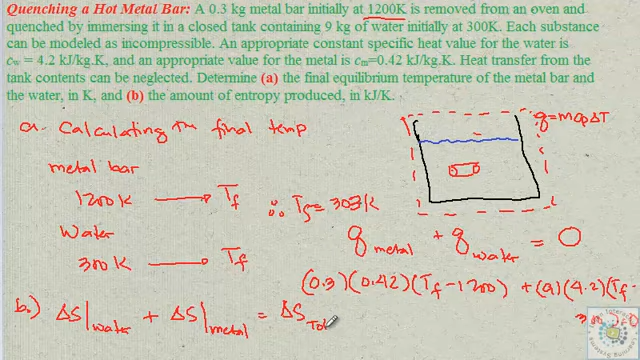 Quenching a Hot Metal Bar: A 0.3 kg metal bar initially at 1200K is removed from an oven and
quenched by immersing it in a closed tank containing 9 kg of water initially at 300K. Each substance
can be modeled as incompressible. An appropriate constant specific heat value for the water is
cw = 4.2 kJ/kg.K, and an appropriate value for the metal is cm=0.42 kJ/kg.K. Heat transfer from the
tank contents can be neglected. Determine (a) the final equilibrium temperature of the metal bar and
the water, in K, and (b) the amount of entropy produced, in kJ/K.
a. Calculating the final temp
q=mcpΔT
metal bar
1200K → Tf
∴ Tf = 303K
Water
300K → Tf
q metal + q water = 0
(0.3)(0.42)(Tf-1200) + (9)(4.2)(Tf-
300)=0
b.) ΔS|water + ΔS|metal = ΔS Tot